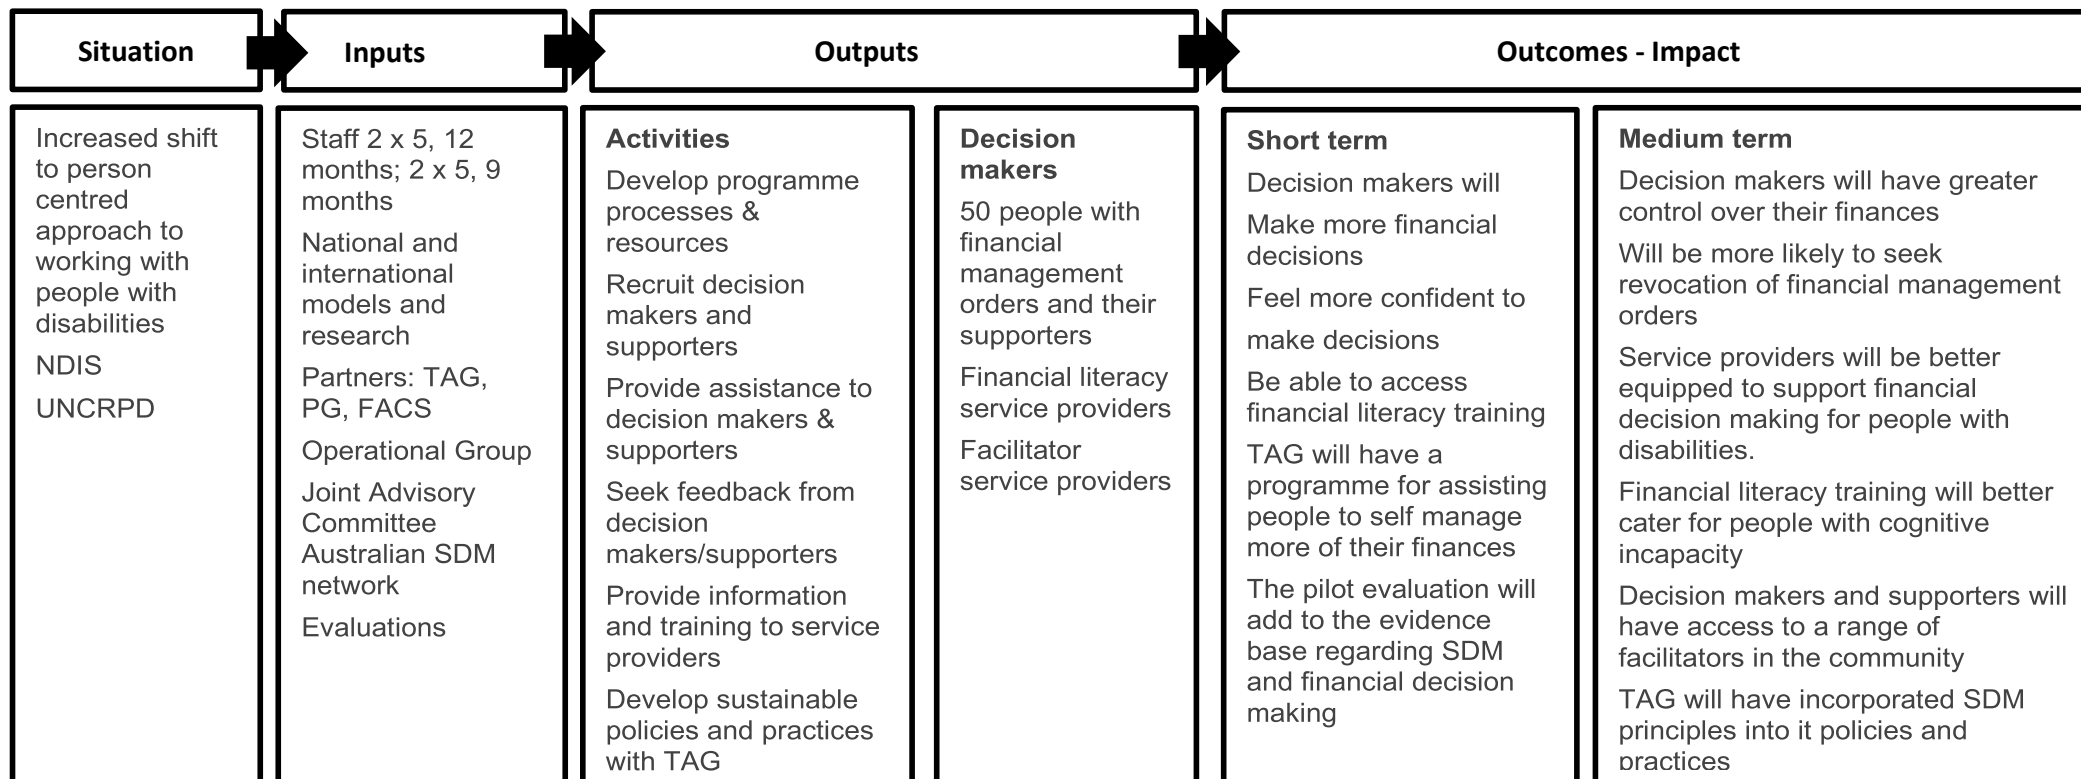 Situation
Inputs
Outputs
Outcomes - Impact
Increased shift
to person
centred
approach to
working with
people with
disabilities
NDIS
UNCRPD
Staff 2 x 5, 12
months; 2 x 5, 9
months
National and
international
models and
research
Partners: TAG,
PG, FACS
Operational Group
Joint Advisory
Committee
Australian SDM
network
Evaluations
Activities
Develop programme
processes &
resources
Recruit decision
makers and
supporters
Provide assistance to
decision makers &
supporters
Seek feedback from
decision
makers/supporters
Provide information
and training to service
providers
Develop sustainable
policies and practices
with TAG
Decision
makers
50 people with
financial
management
orders and their
supporters
Financial literacy
service providers
Facilitator
service providers
Short term
Decision makers will
Make more financial
decisions
Feel more confident to
make decisions
Be able to access
financial literacy training
TAG will have a
programme for assisting
people to self manage
more of their finances
The pilot evaluation will
add to the evidence
base regarding SDM
and financial decision
making
Medium term
Decision makers will have greater
control over their finances
Will be more likely to seek
revocation of financial management
orders
Service providers will be better
equipped to support financial
decision making for people with
disabilities.
Financial literacy training will better
cater for people with cognitive
incapacity
Decision makers and supporters will
have access to a range of
facilitators in the community
TAG will have incorporated SDM
principles into it policies and
practices